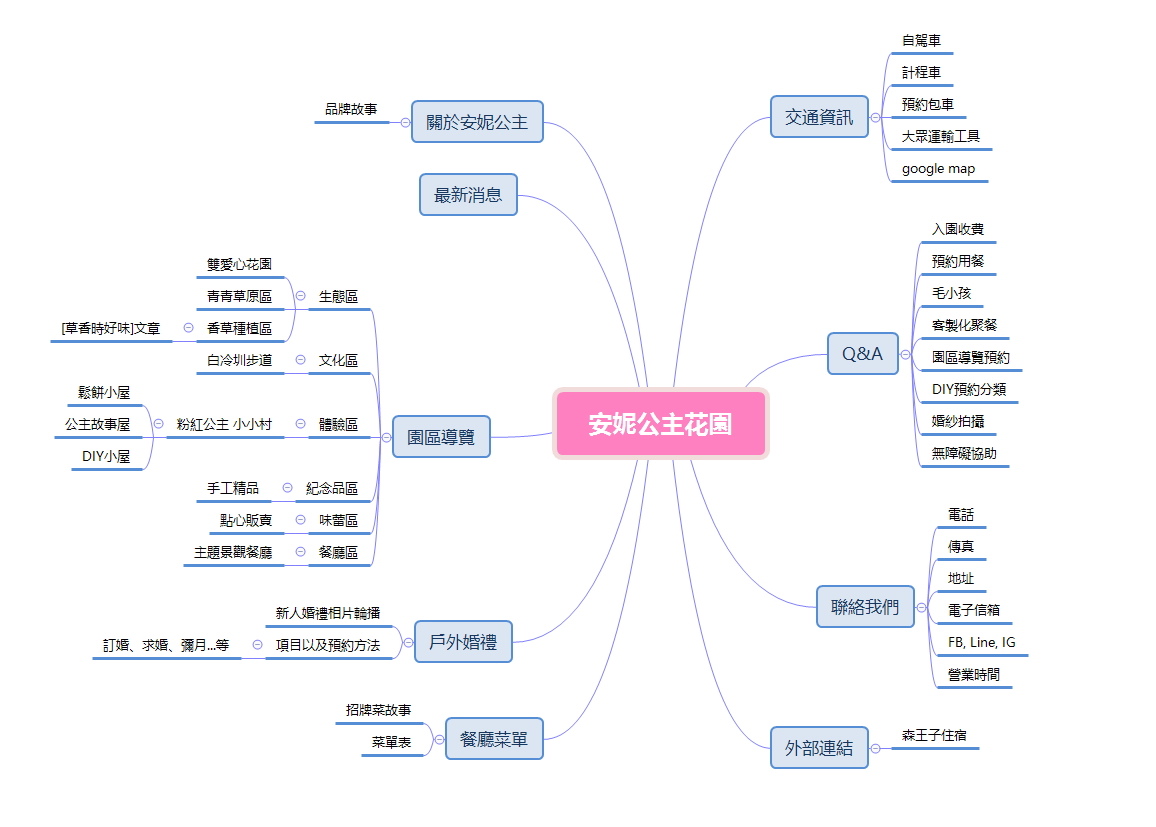 安妮公主花園
關於安妮公主
品牌故事
最新消息
園區導覽
生態區
雙愛心花園
青青草原區
香草種植區
[草香時好味]文章
文化區
白冷圳步道
體驗區
粉紅公主 小小村
鬆餅小屋
公主故事屋
DIY小屋
紀念品區
手工精品
味蕾區
點心販賣
餐廳區
主題景觀餐廳
戶外婚禮
新人婚禮相片輪播
項目以及預約方法
訂婚、求婚、彌月...等
餐廳菜單
招牌菜故事
菜單表
交通資訊
自駕車
計程車
預約包車
大眾運輸工具
google map
Q&A
入園收費
預約用餐
毛小孩
客製化聚餐
園區導覽預約
DIY預約分類
婚紗拍攝
無障礙協助
聯絡我們
電話
傳真
地址
電子信箱
FB, Line, IG
營業時間
外部連結
森王子住宿